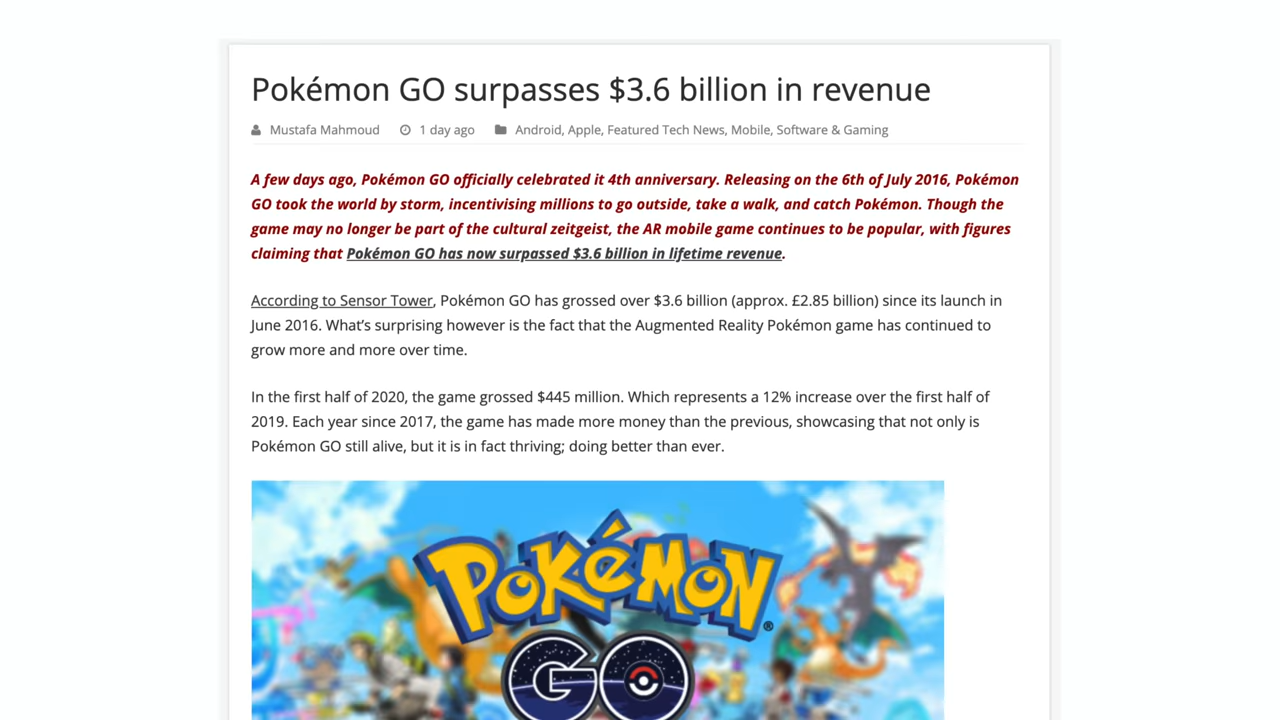 Pokémon GO surpasses $3.6 billion in revenue
Mustafa Mahmoud 1 day ago Android, Apple, Featured Tech News, Mobile, Software & Gaming
A few days ago, Pokémon GO officially celebrated it 4th anniversary. Releasing on the 6th of July 2016, Pokémon
GO took the world by storm, incentivising millions to go outside, take a walk, and catch Pokémon. Though the
game may no longer be part of the cultural zeitgeist, the AR mobile game continues to be popular, with figures
claiming that Pokémon GO has now surpassed $3.6 billion in lifetime revenue.
According to Sensor Tower, Pokémon GO has grossed over $3.6 billion (approx. £2.85 billion) since its launch in
June 2016. What’s surprising however is the fact that the Augmented Reality Pokémon game has continued to
grow more and more over time.
In the first half of 2020, the game grossed $445 million. Which represents a 12% increase over the first half of
2019. Each year since 2017, the game has made more money than the previous, showcasing that not only is
Pokémon GO still alive, but it is in fact thriving; doing better than ever.
POKÉMON®
GO